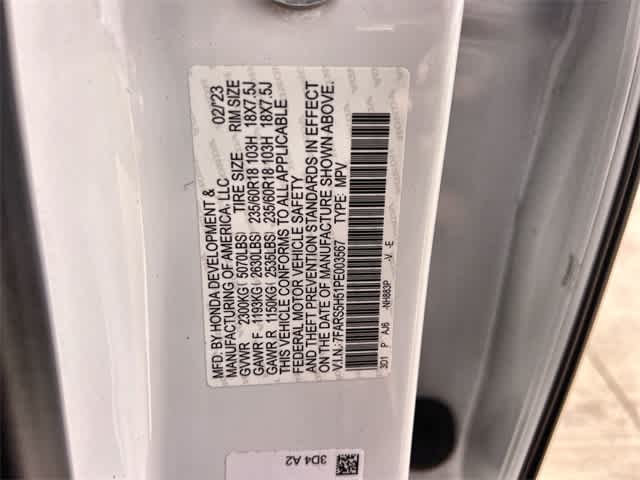 MFD. BY HONDA DEVELOPMENT & 02/23
MANUFACTURING OF AMERICA, LLC
GVWR 2300KG( 5070LBS) TIRE SIZE RIM SIZE
GAWR F 1193KG( 2630LBS) 235/60R18 103H 18X7.5J
GAWR R 1150KG( 2535LBS) 235/60R18 103H 18X7.5J
THIS VEHICLE CONFORMS TO ALL APPLICABLE
FEDERAL MOTOR VEHICLE SAFETY
AND THEFT PREVENTION STANDARDS IN EFFECT
ON THE DATE OF MANUFACTURE SHOWN ABOVE.
V.I.N.: 7FARS5H51PE003567 TYPE: MPV
3D1 P AJ6 -NH883P -V -E
3D4 A2